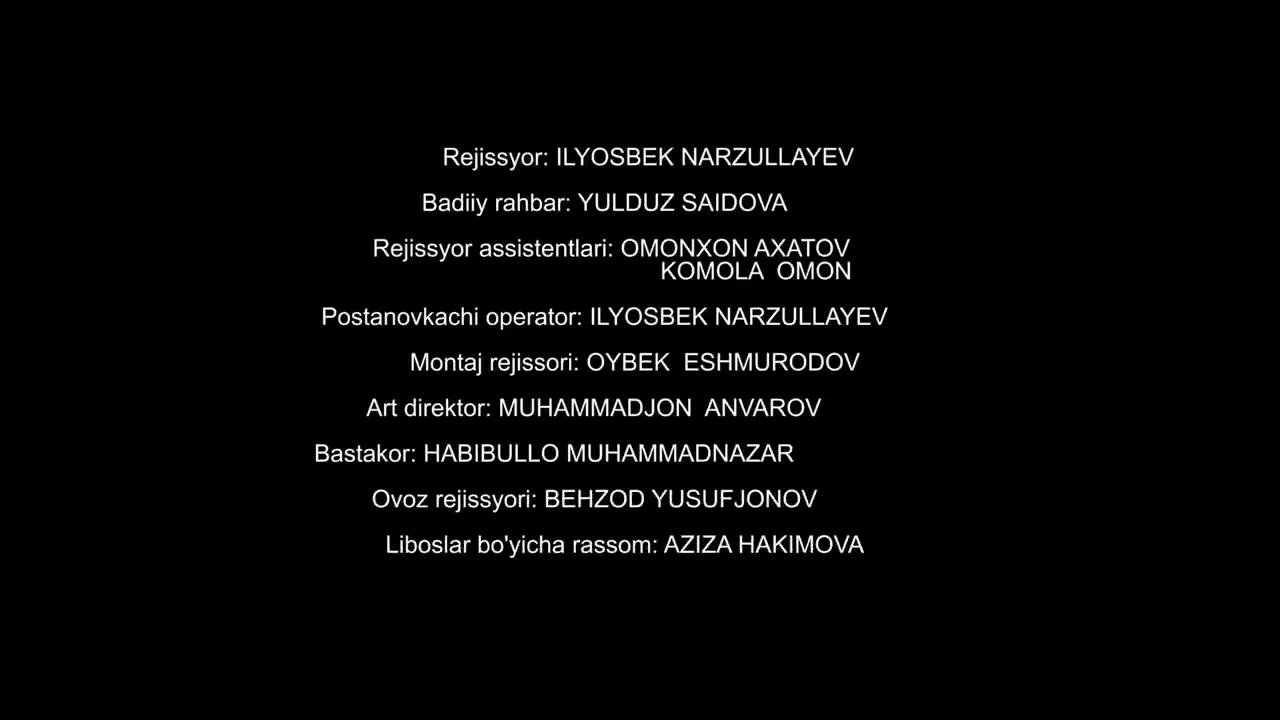 Rejissyor: ILYOSBEK NARZULLAYEV
Badiiy rahbar: YULDUZ SAIDOVA
Rejissyor assistentlari: OMONXON AXATOV
KOMOLA  OMON
Postanovkachi operator: ILYOSBEK NARZULLAYEV
Montaj rejissori: OYBEK  ESHMURODOV
Art direktor: MUHAMMADJON  ANVAROV
Bastakor: HABIBULLO MUHAMMADNAZAR
Ovoz rejissyori: BEHZOD YUSUFJONOV
Liboslar bo'yicha rassom: AZIZA HAKIMOVA